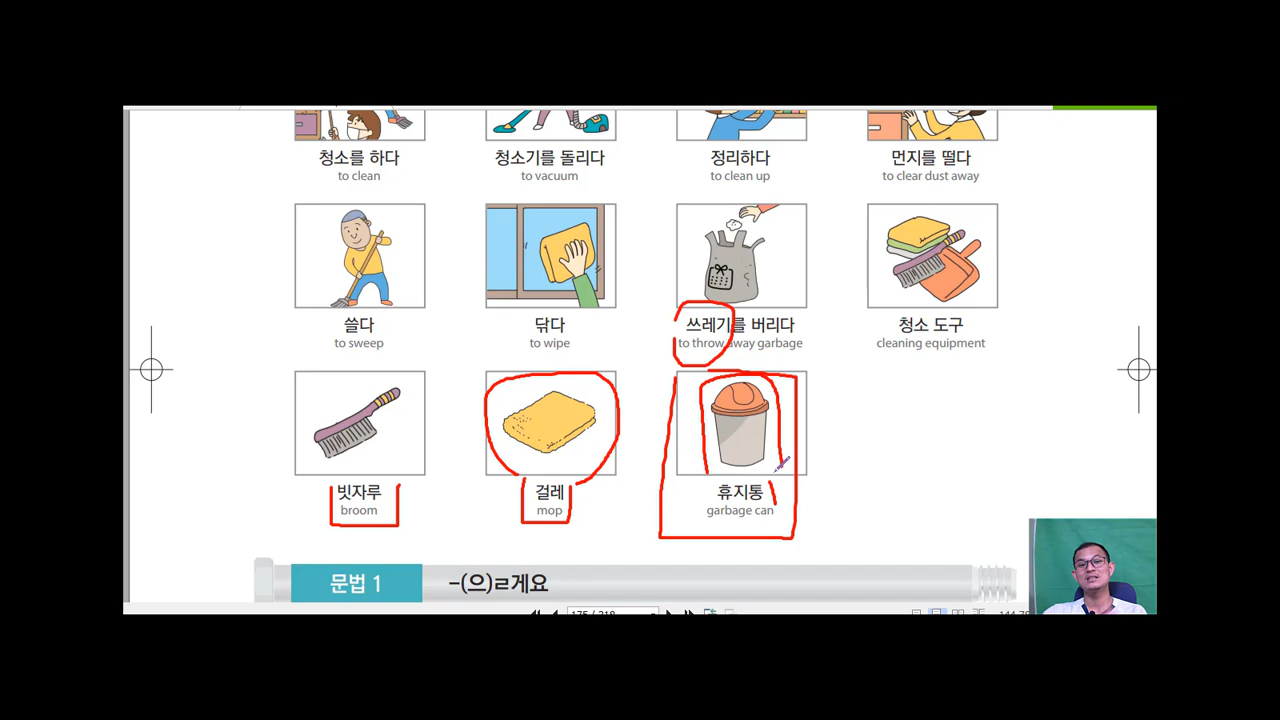 청소를 하다 청소기를 돌리다 정리하다 먼지를 떨다
to clean to vacuum to clean up to clear dust away
쓸다 닦다 쓰레기를 버리다 청소 도구
to sweep to wipe to throw away garbage cleaning equipment
빗자루 걸레 휴지통
broom mop garbage can
문법 1 -(으)ㄹ게요